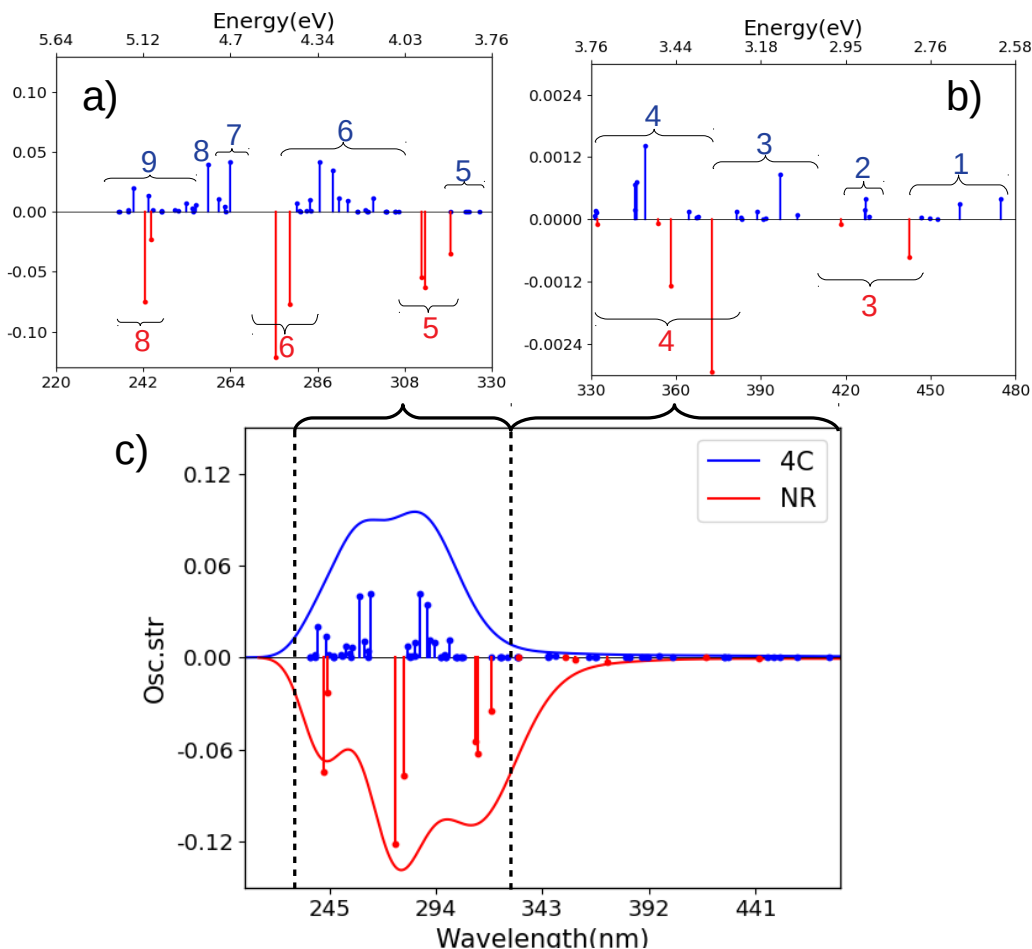 Energy(eV)
5.64 5.12 4.7 4.34 4.03 3.76
a)
0.10
0.05
0.00
-0.05
-0.10
9 8 7 6 5
8 6 5
220 242 264 286 308 330
Energy(eV)
3.76 3.44 3.18 2.95 2.76 2.58
b)
0.0024
0.0012
0.0000
-0.0012
-0.0024
4 3 2 1
4 3
330 360 390 420 450 480
c)
4C
NR
Osc.str
0.12
0.06
0.00
-0.06
-0.12
245 294 343 392 441
Wavelength(nm)